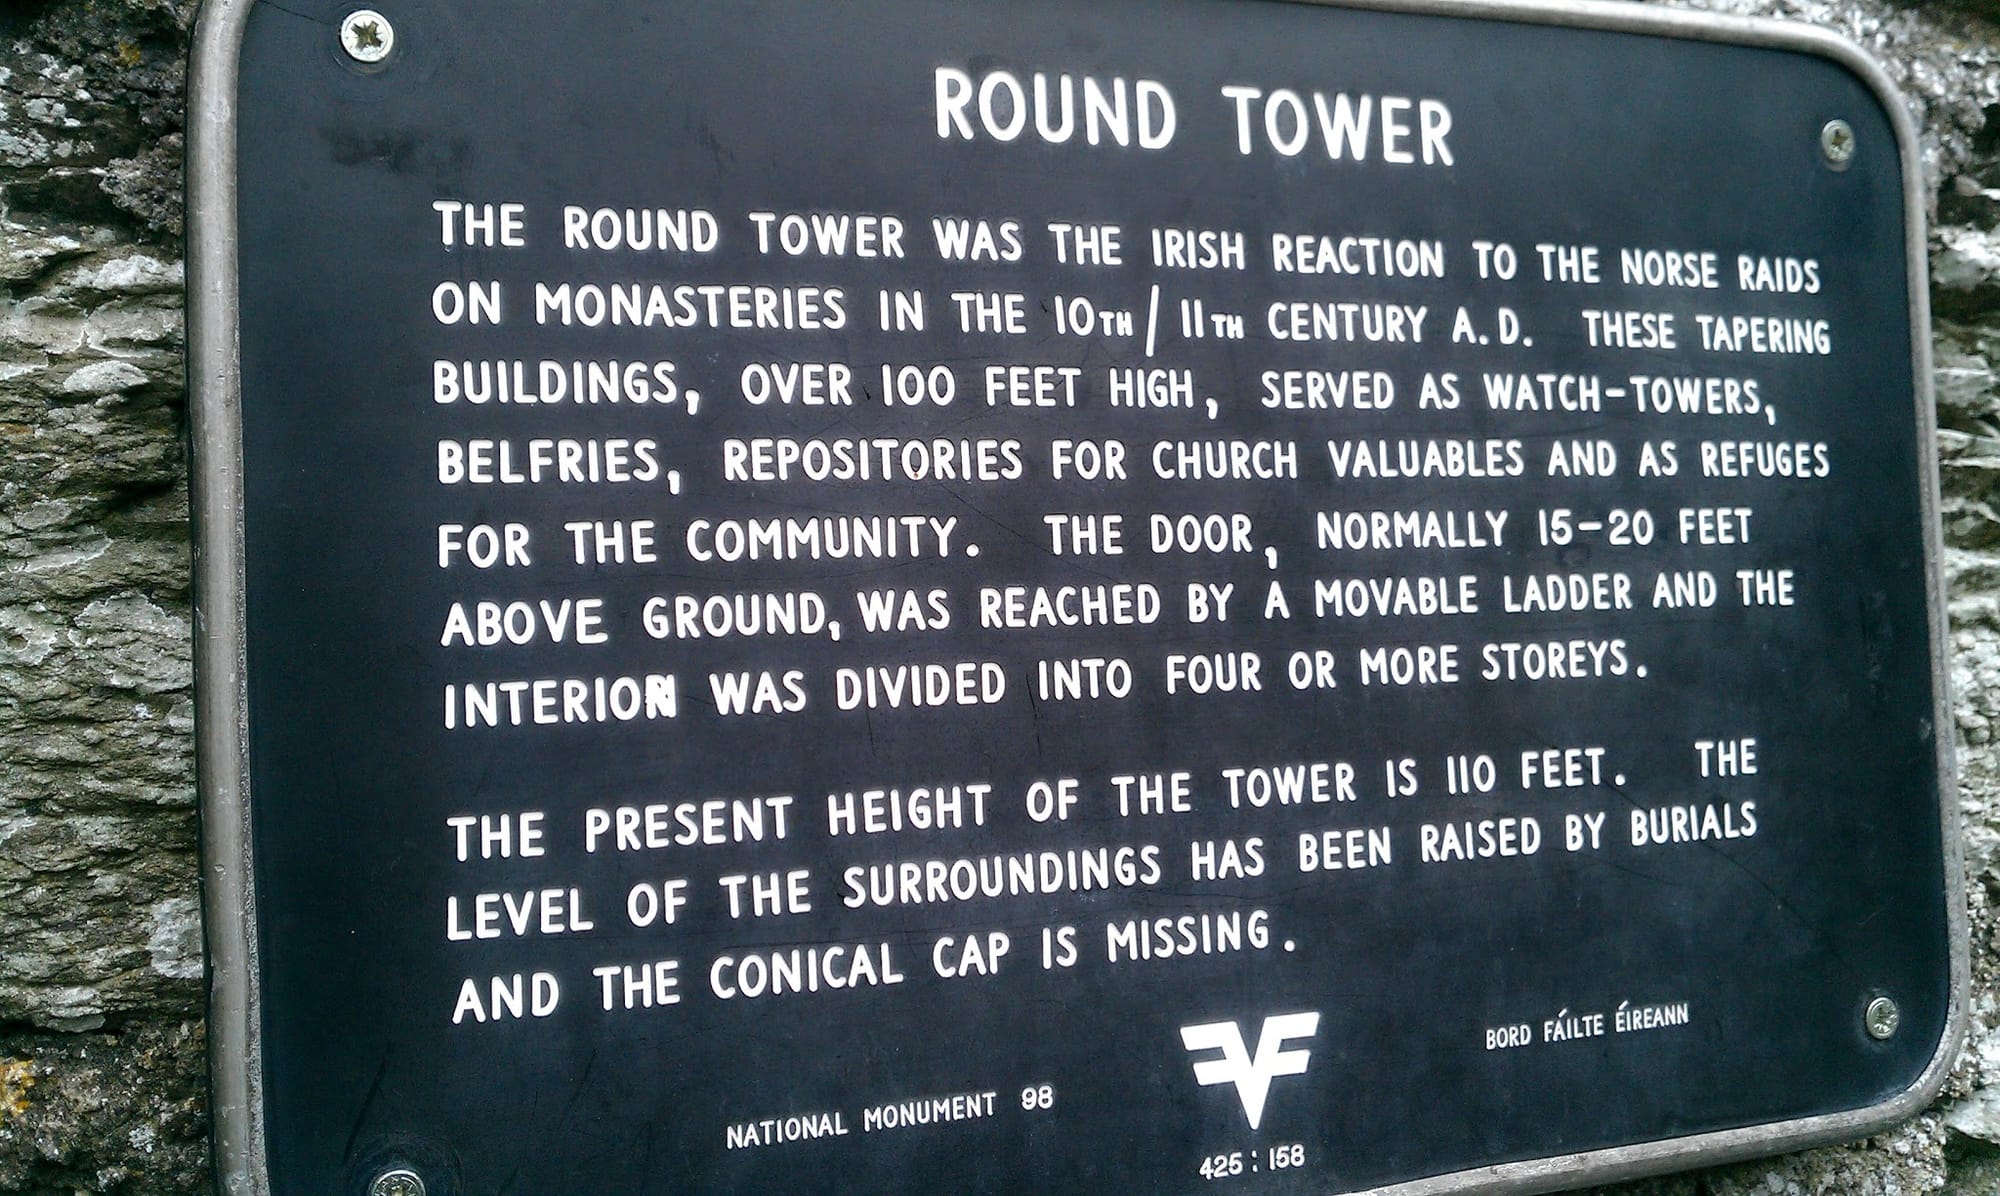 ROUND TOWER
THE ROUND TOWER WAS THE IRISH REACTION TO THE NORSE RAIDS
ON MONASTERIES IN THE 10TH / 11TH CENTURY A.D. THESE TAPERING
BUILDINGS, OVER 100 FEET HIGH, SERVED AS WATCH-TOWERS,
BELFRIES, REPOSITORIES FOR CHURCH VALUABLES AND AS REFUGES
FOR THE COMMUNITY. THE DOOR, NORMALLY 15-20 FEET
ABOVE GROUND, WAS REACHED BY A MOVABLE LADDER AND THE
INTERIOR WAS DIVIDED INTO FOUR OR MORE STOREYS.
THE PRESENT HEIGHT OF THE TOWER IS 110 FEET. THE
LEVEL OF THE SURROUNDINGS HAS BEEN RAISED BY BURIALS
AND THE CONICAL CAP IS MISSING.
BORD FÁILTE ÉIREANN
NATIONAL MONUMENT 98
425 : 158